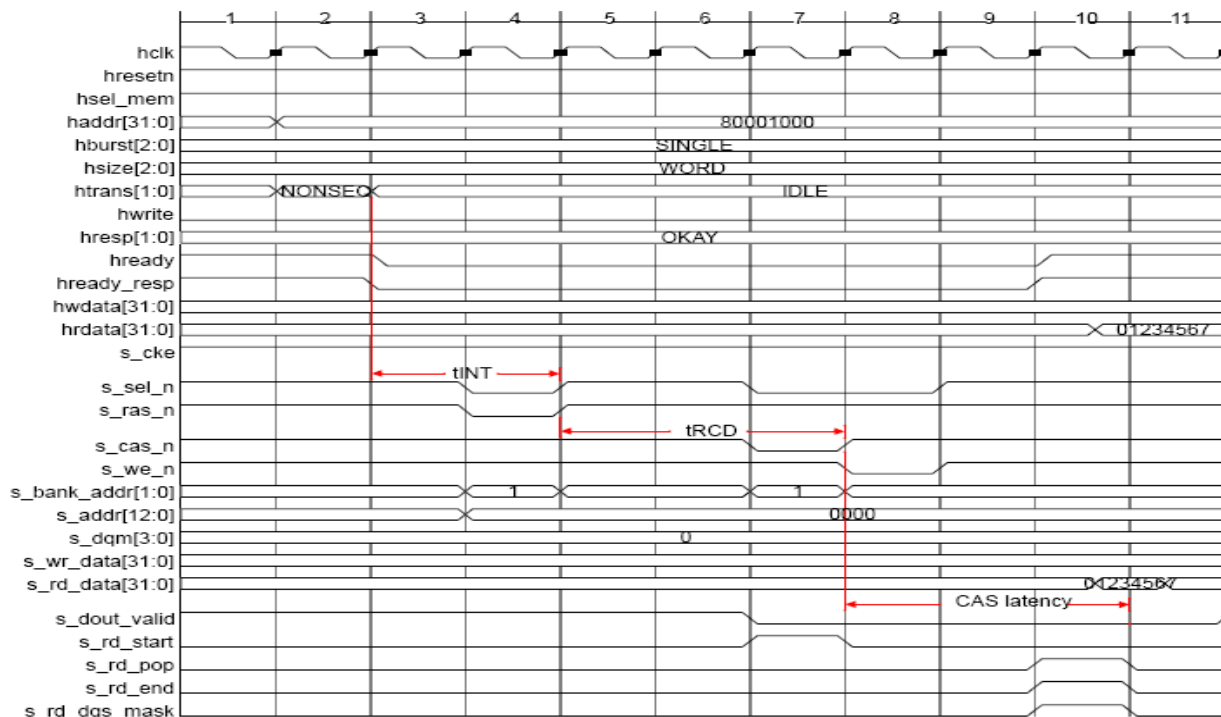 1 2 3 4 5 6 7 8 9 10 11
hclk
hresetn
hsel_mem
haddr[31:0] 80001000
hburst[2:0] SINGLE
hsize[2:0] WORD
htrans[1:0] NONSEQ IDLE
hwrite
hresp[1:0] OKAY
hready
hready_resp
hwdata[31:0]
hrdata[31:0] 01234567
s_cke
tINT
s_sel_n
s_ras_n
tRCD
s_cas_n
s_we_n
s_bank_addr[1:0] 1 1
s_addr[12:0] 0000
s_dqm[3:0] 0
s_wr_data[31:0]
s_rd_data[31:0] 01234567
CAS latency
s_dout_valid
s_rd_start
s_rd_pop
s_rd_end
s_rd_dqs_mask